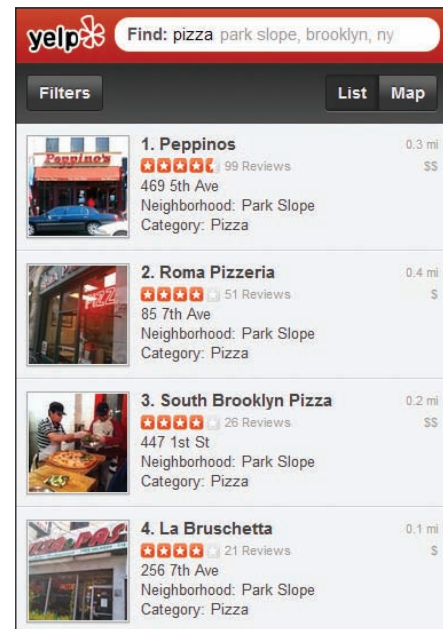 yelp Find: pizza park slope, brooklyn, ny
Filters List Map
1. Peppinos 0.3 mi
99 Reviews $$
469 5th Ave
Neighborhood: Park Slope
Category: Pizza
Peppino's
2. Roma Pizzeria 0.4 mi
51 Reviews $
85 7th Ave
Neighborhood: Park Slope
Category: Pizza
3. South Brooklyn Pizza 0.2 mi
26 Reviews $$
447 1st St
Neighborhood: Park Slope
Category: Pizza
4. La Bruschetta 0.1 mi
21 Reviews $
256 7th Ave
Neighborhood: Park Slope
Category: Pizza